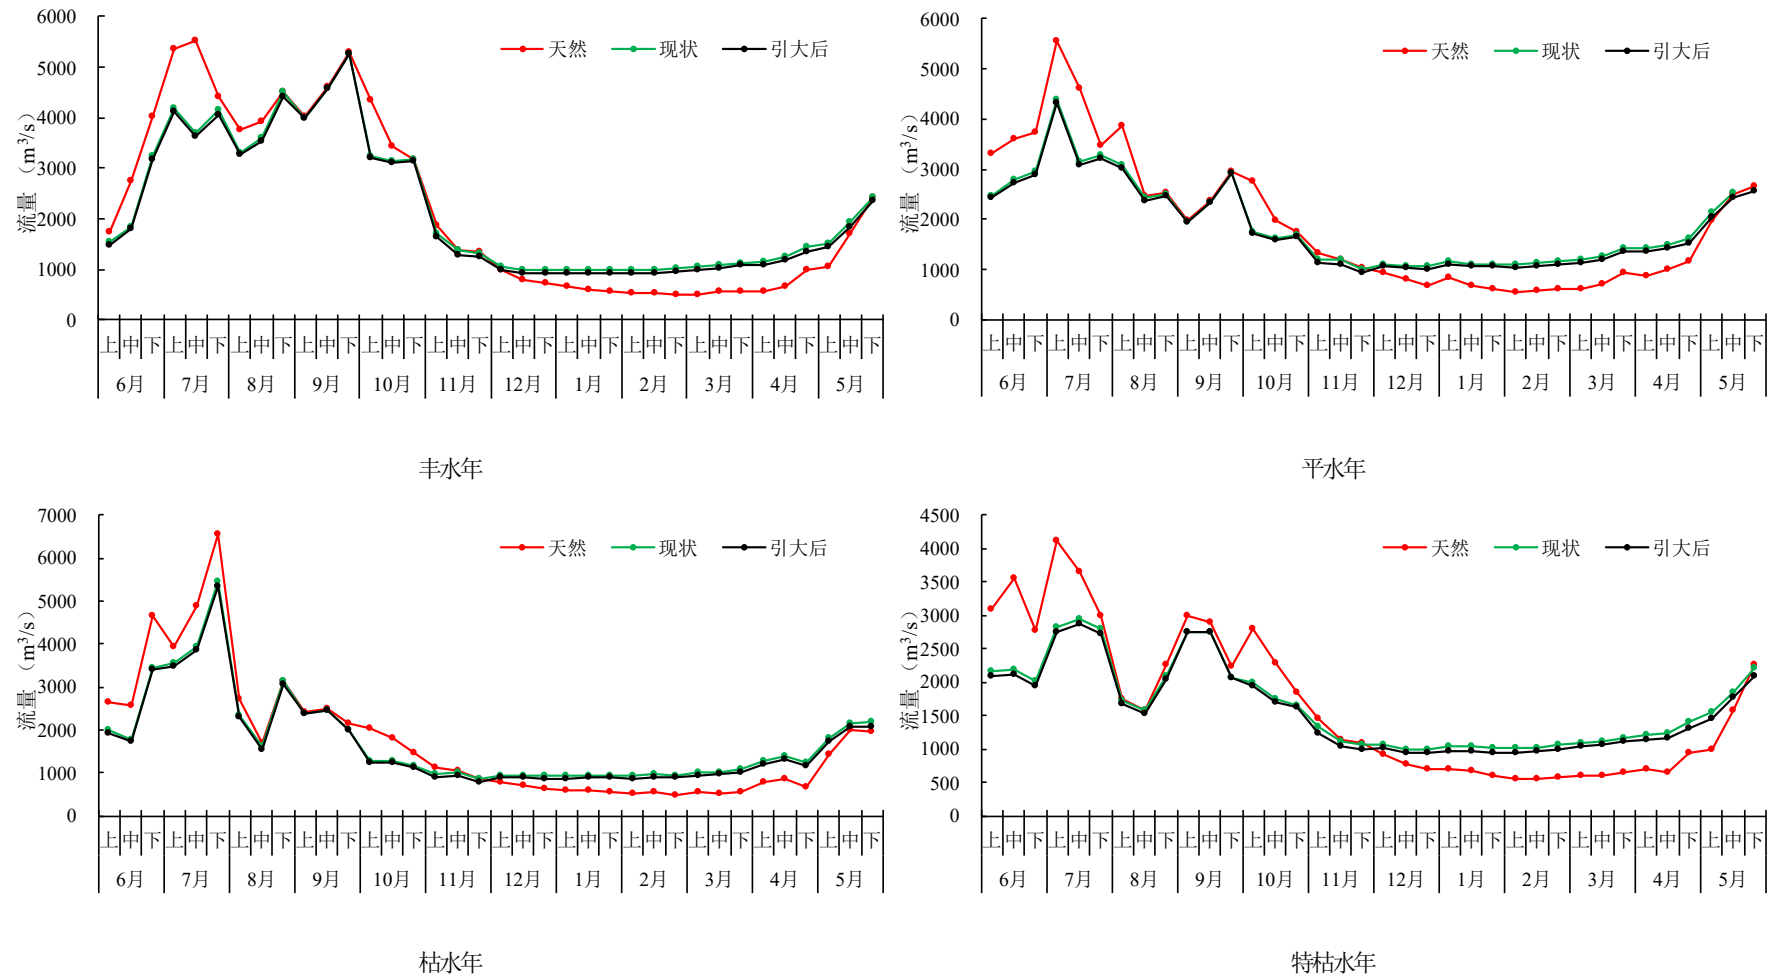 6000
5000
4000
3000
2000
1000
0
流量（m³/s）
天然 现状 引大后
上 中 下 上 中 下 上 中 下 上 中 下 上 中 下 上 中 下 上 中 下 上 中 下 上 中 下 上 中 下 上 中 下 上 中 下
6月 7月 8月 9月 10月 11月 12月 1月 2月 3月 4月 5月
丰水年
6000
5000
4000
3000
2000
1000
0
流量（m³/s）
天然 现状 引大后
上 中 下 上 中 下 上 中 下 上 中 下 上 中 下 上 中 下 上 中 下 上 中 下 上 中 下 上 中 下 上 中 下 上 中 下
6月 7月 8月 9月 10月 11月 12月 1月 2月 3月 4月 5月
平水年
7000
6000
5000
4000
3000
2000
1000
0
流量（m³/s）
天然 现状 引大后
上 中 下 上 中 下 上 中 下 上 中 下 上 中 下 上 中 下 上 中 下 上 中 下 上 中 下 上 中 下 上 中 下 上 中 下
6月 7月 8月 9月 10月 11月 12月 1月 2月 3月 4月 5月
枯水年
4500
4000
3500
3000
2500
2000
1500
1000
500
0
流量（m³/s）
天然 现状 引大后
上 中 下 上 中 下 上 中 下 上 中 下 上 中 下 上 中 下 上 中 下 上 中 下 上 中 下 上 中 下 上 中 下 上 中 下
6月 7月 8月 9月 10月 11月 12月 1月 2月 3月 4月 5月
特枯水年